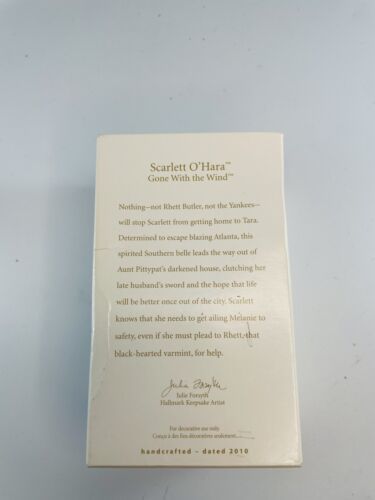 Scarlett O'Hara™
Gone With the Wind™
Nothing—not Rhett Butler, not the Yankees—
will stop Scarlett from getting home to Tara.
Determined to escape blazing Atlanta, this
spirited Southern belle leads the way out of
Aunt Pittypat's darkened house, clutching her
late husband's sword and the hope that life
will be better once out of the city. Scarlett
knows that she needs to get ailing Melanie to
safety, even if she must plead to Rhett, that
black-hearted varmint, for help.
Julie Forsyth
Julie Forsyth
Hallmark Keepsake Artist
For decorative use only.
Conçu à des fins décoratives seulement.
handcrafted – dated 2010